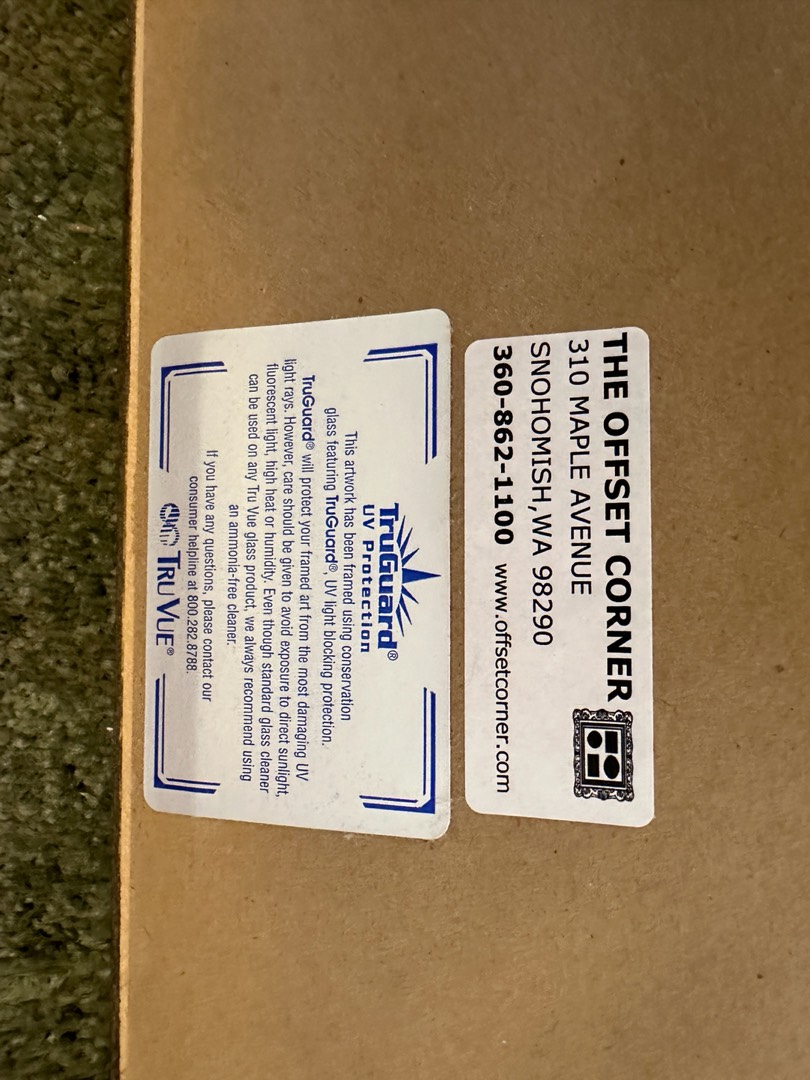 THE OFFSET CORNER
310 MAPLE AVENUE
SNOHOMISH,WA 98290
360-862-1100 www.offsetcorner.com
TruGuard®
UV Protection
This artwork has been framed using conservation
glass featuring TruGuard®, UV light blocking protection.
TruGuard® will protect your framed art from the most damaging UV
light rays. However, care should be given to avoid exposure to direct sunlight,
fluorescent light, high heat or humidity. Even though standard glass cleaner
can be used on any Tru Vue glass product, we always recommend using
an ammonia-free cleaner.
If you have any questions, please contact our
consumer helpline at 800.282.8788.
TRU VUE®